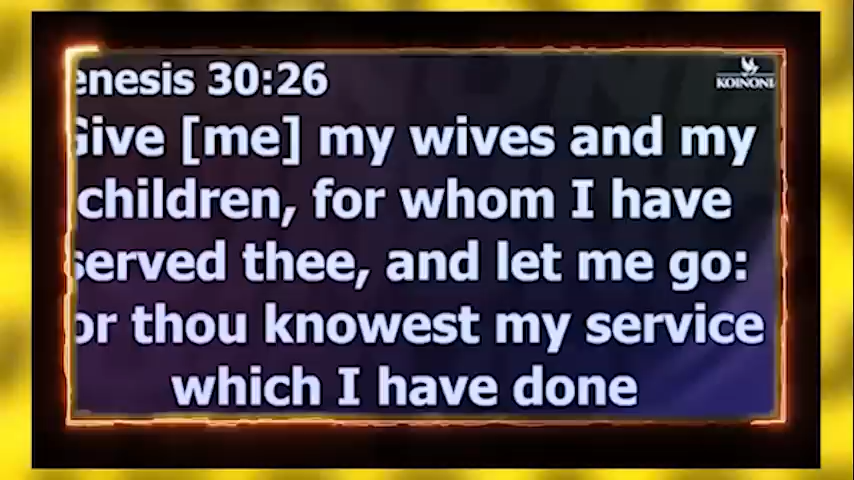 enesis 30:26
KOINONI
Give [me] my wives and my
children, for whom I have
served thee, and let me go:
or thou knowest my service
which I have done